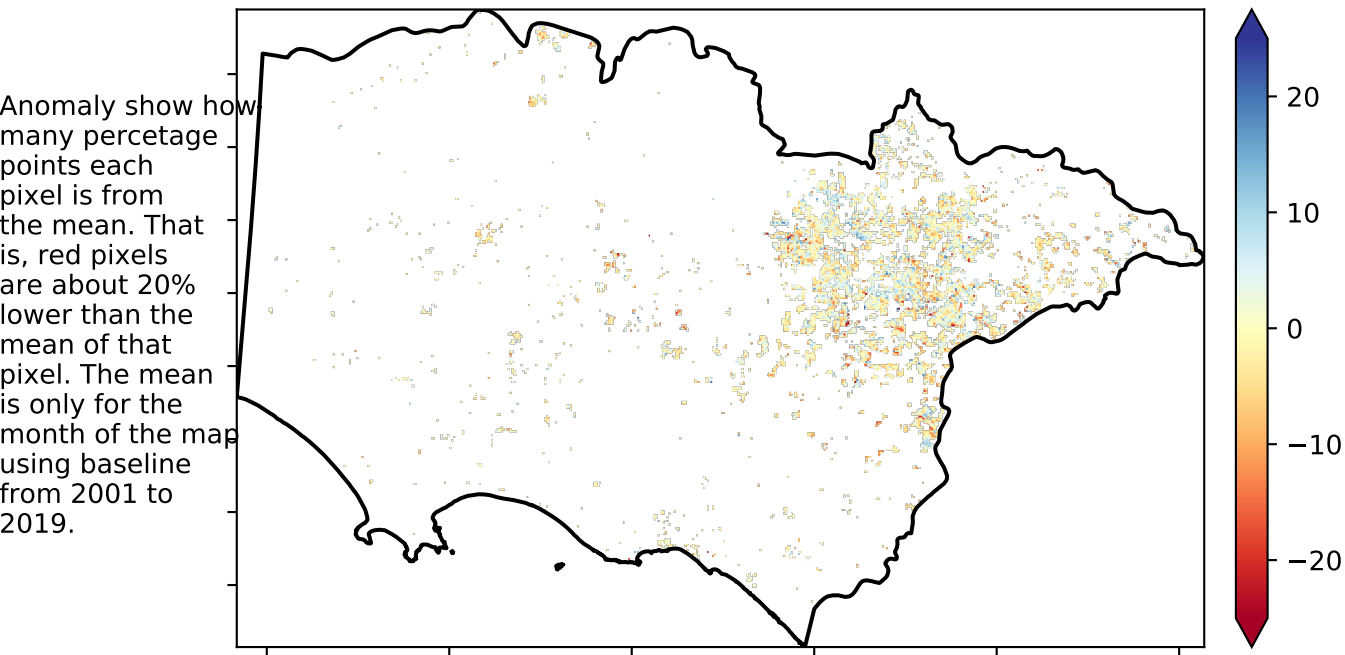 Anomaly show how
many percetage
points each
pixel is from
the mean. That
is, red pixels
are about 20%
lower than the
mean of that
pixel. The mean
is only for the
month of the map
using baseline
from 2001 to
2019.
20
10
0
−10
−20